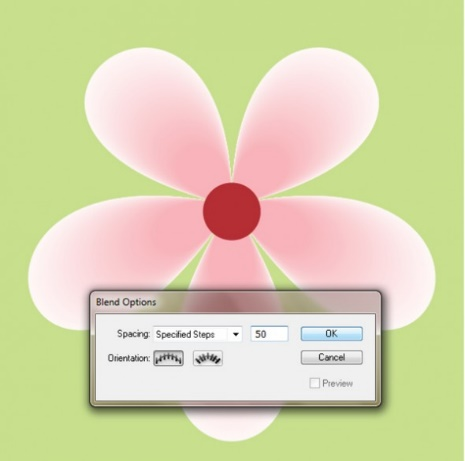 Blend Options
Spacing: Specified Steps 50 OK
Orientation: Cancel
Preview